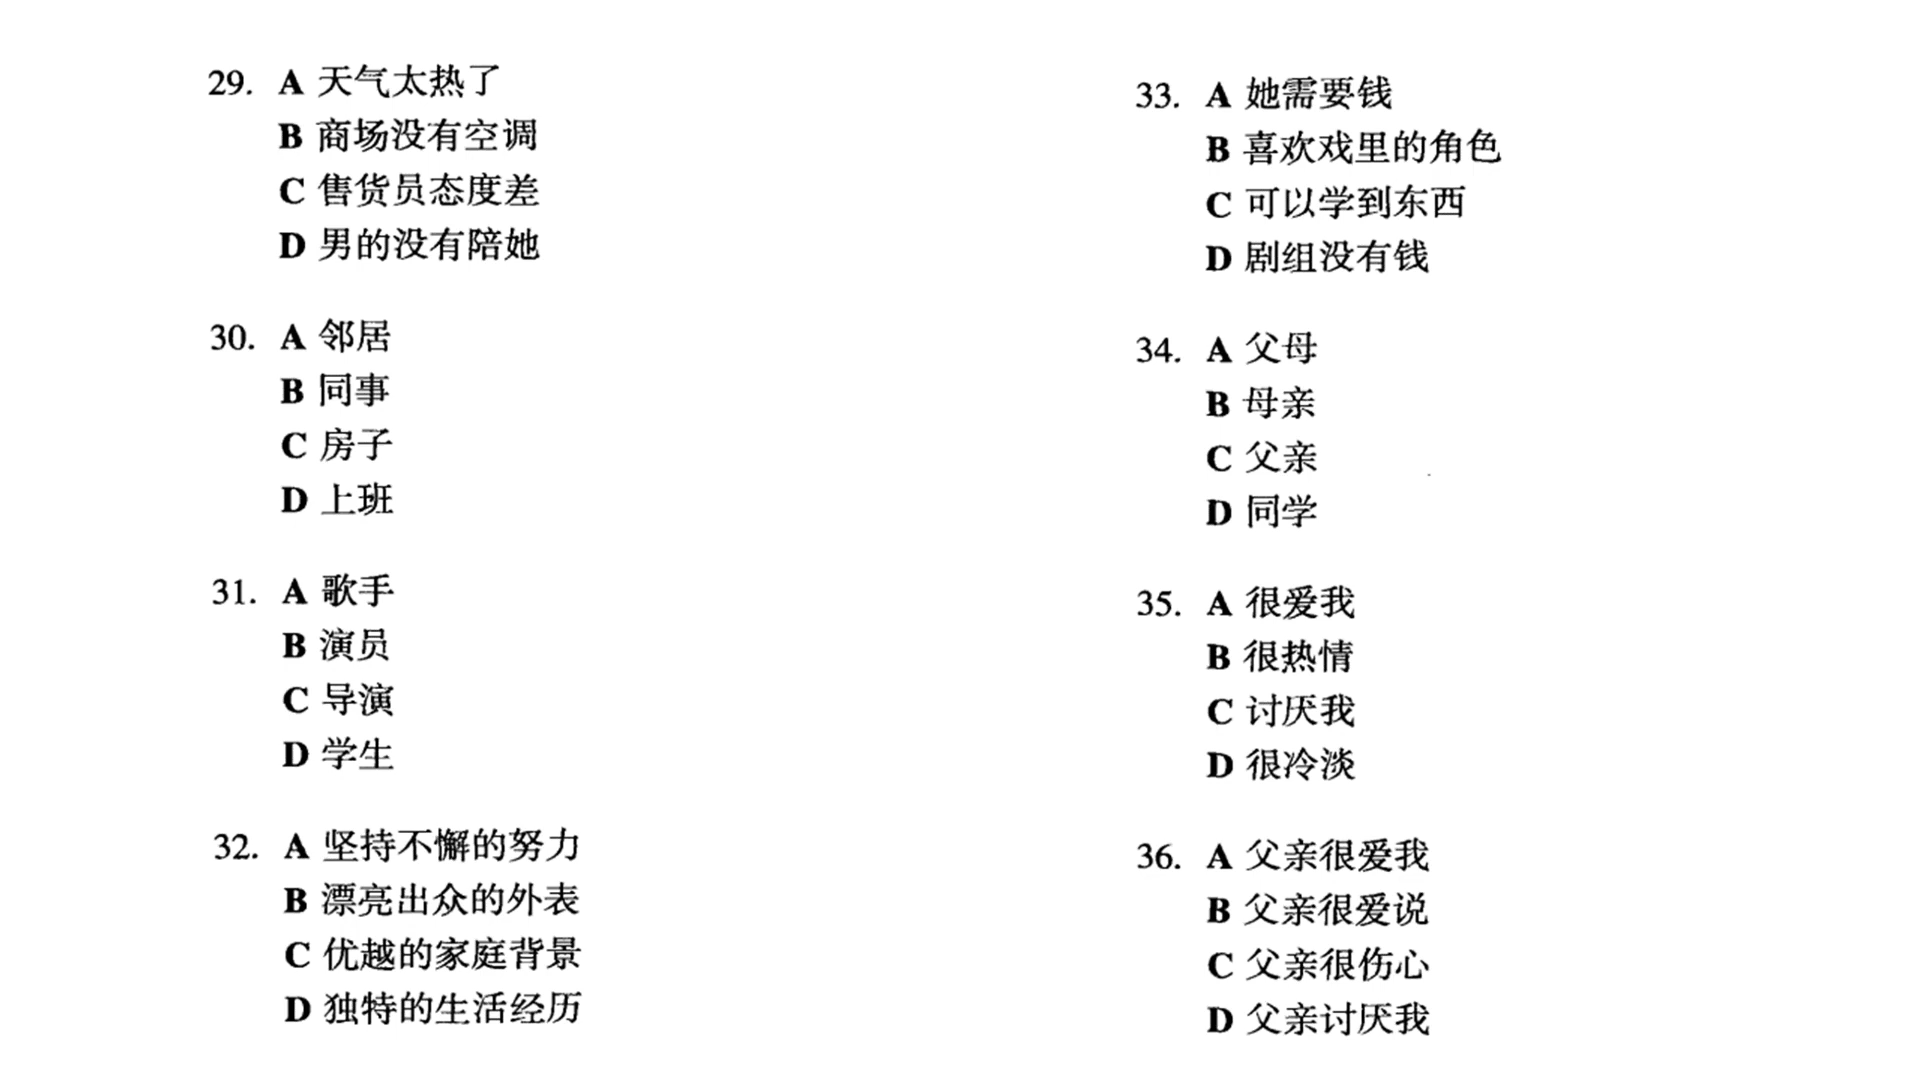 29. A 天气太热了
B 商场没有空调
C 售货员态度差
D 男的没有陪她
30. A 邻居
B 同事
C 房子
D 上班
31. A 歌手
B 演员
C 导演
D 学生
32. A 坚持不懈的努力
B 漂亮出众的外表
C 优越的家庭背景
D 独特的生活经历
33. A 她需要钱
B 喜欢戏里的角色
C 可以学到东西
D 剧组没有钱
34. A 父母
B 母亲
C 父亲
D 同学
35. A 很爱我
B 很热情
C 讨厌我
D 很冷淡
36. A 父亲很爱我
B 父亲很爱说
C 父亲很伤心
D 父亲讨厌我